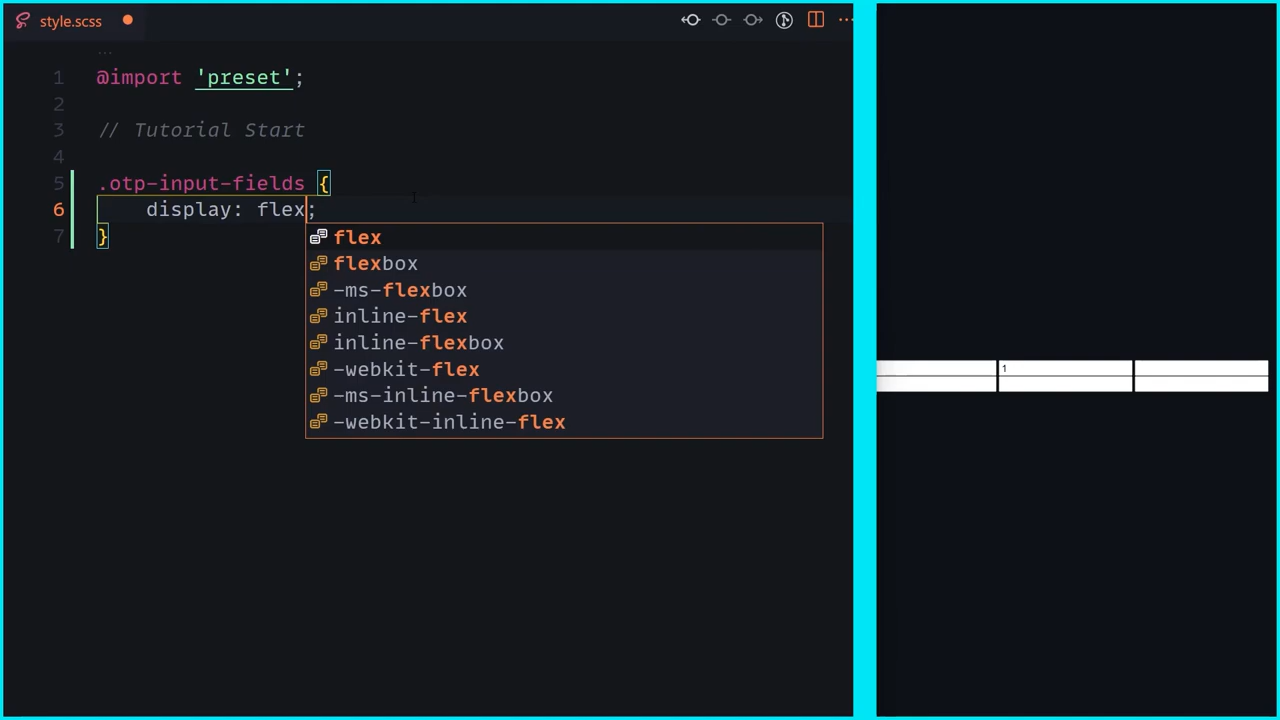 style.scss
...
1 @import 'preset';
2
3 // Tutorial Start
4
5 .otp-input-fields {
6 display: flex;
7 }
flex
flexbox
-ms-flexbox
inline-flex
inline-flexbox
-webkit-flex
-ms-inline-flexbox
-webkit-inline-flex
1